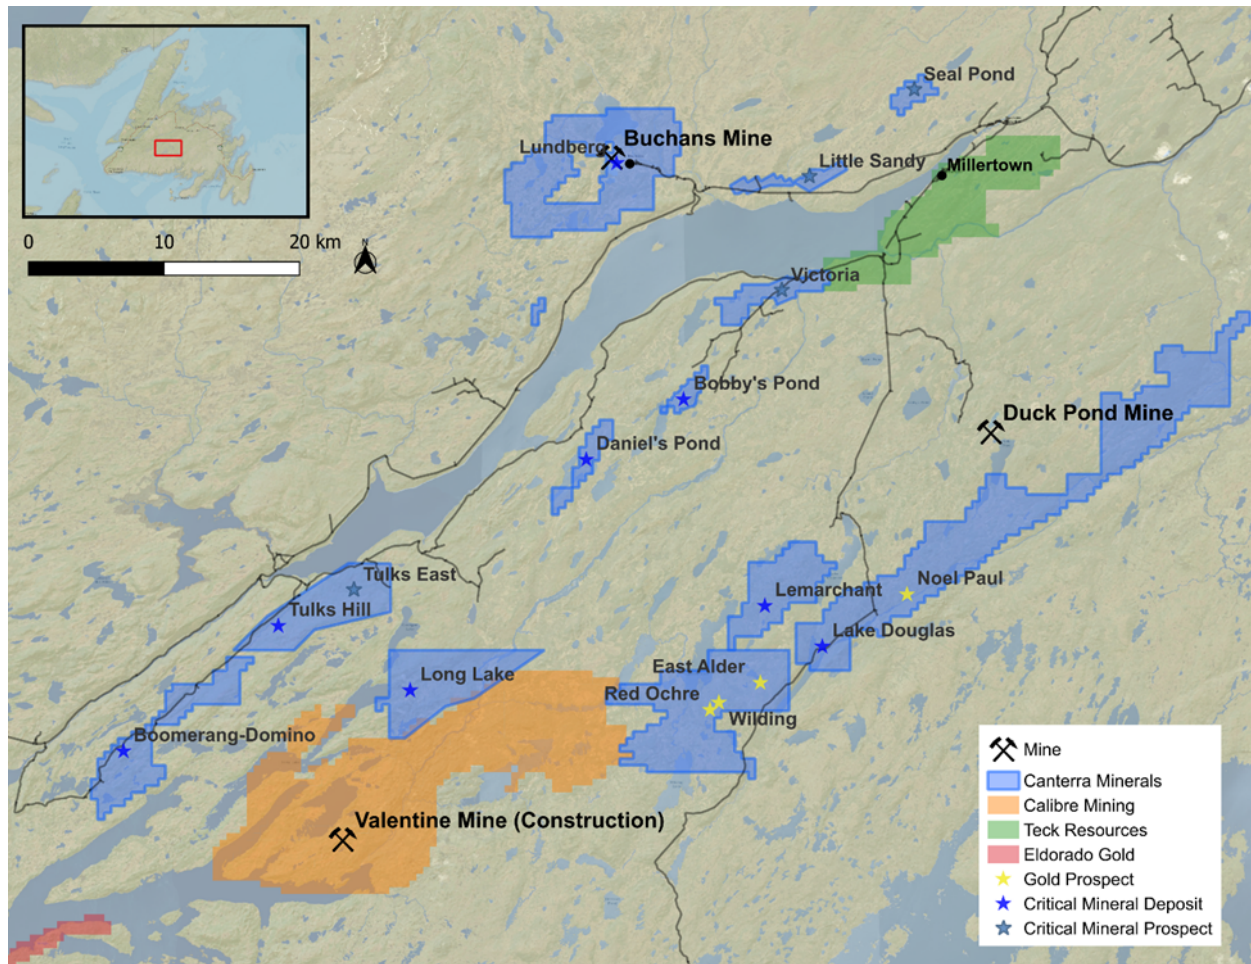 Seal Pond
Buchans Mine
Lundberg
Little Sandy
Millertown
0 10 20 km
N
Victoria
Bobby's Pond
Duck Pond Mine
Daniel's Pond
Tulks East
Tulks Hill
Lemarchant
Noel Paul
Lake Douglas
East Alder
Long Lake
Red Ochre
Wilding
Boomerang-Domino
Valentine Mine (Construction)
Mine
Canterra Minerals
Calibre Mining
Teck Resources
Eldorado Gold
Gold Prospect
Critical Mineral Deposit
Critical Mineral Prospect